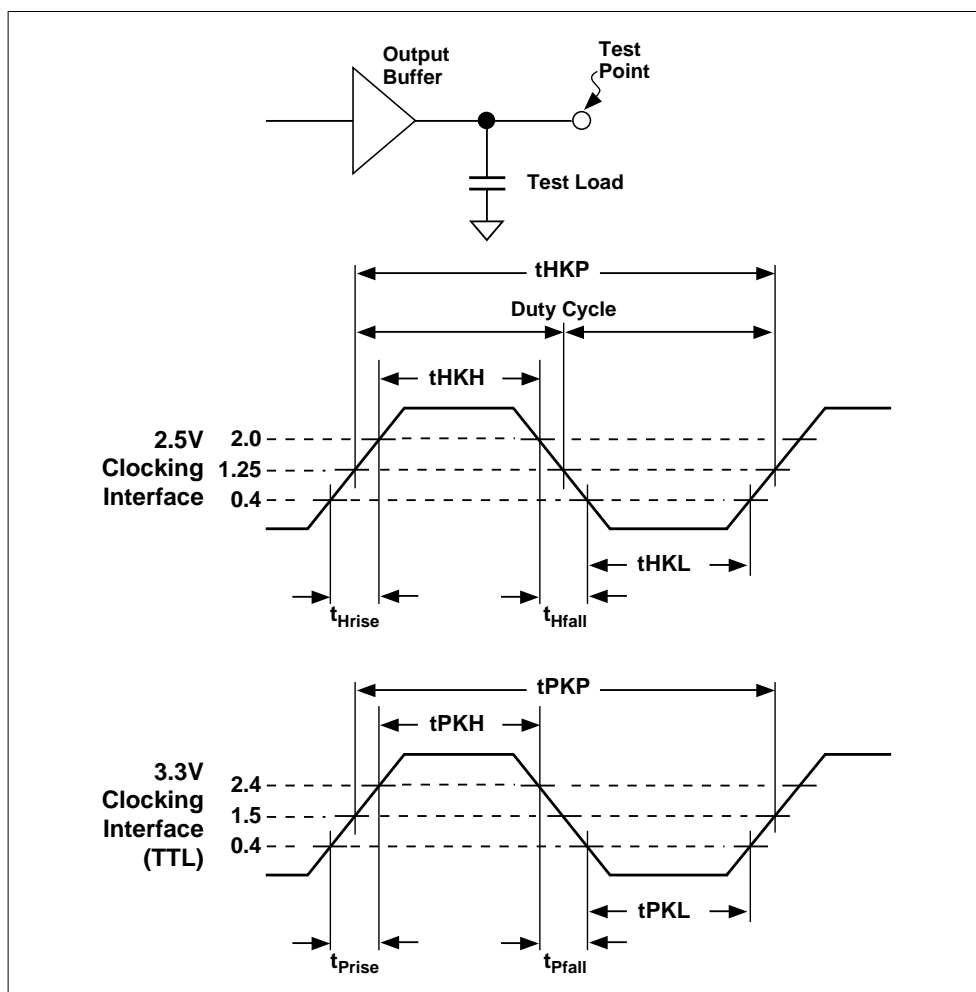 Output
Buffer
Test
Point
Test Load
tHKP
Duty Cycle
tHKH
2.5V
Clocking
Interface
2.0
1.25
0.4
tHKL
tHrise
tHfall
tPKP
tPKH
3.3V
Clocking
Interface
(TTL)
2.4
1.5
0.4
tPKL
tPrise
tPfall